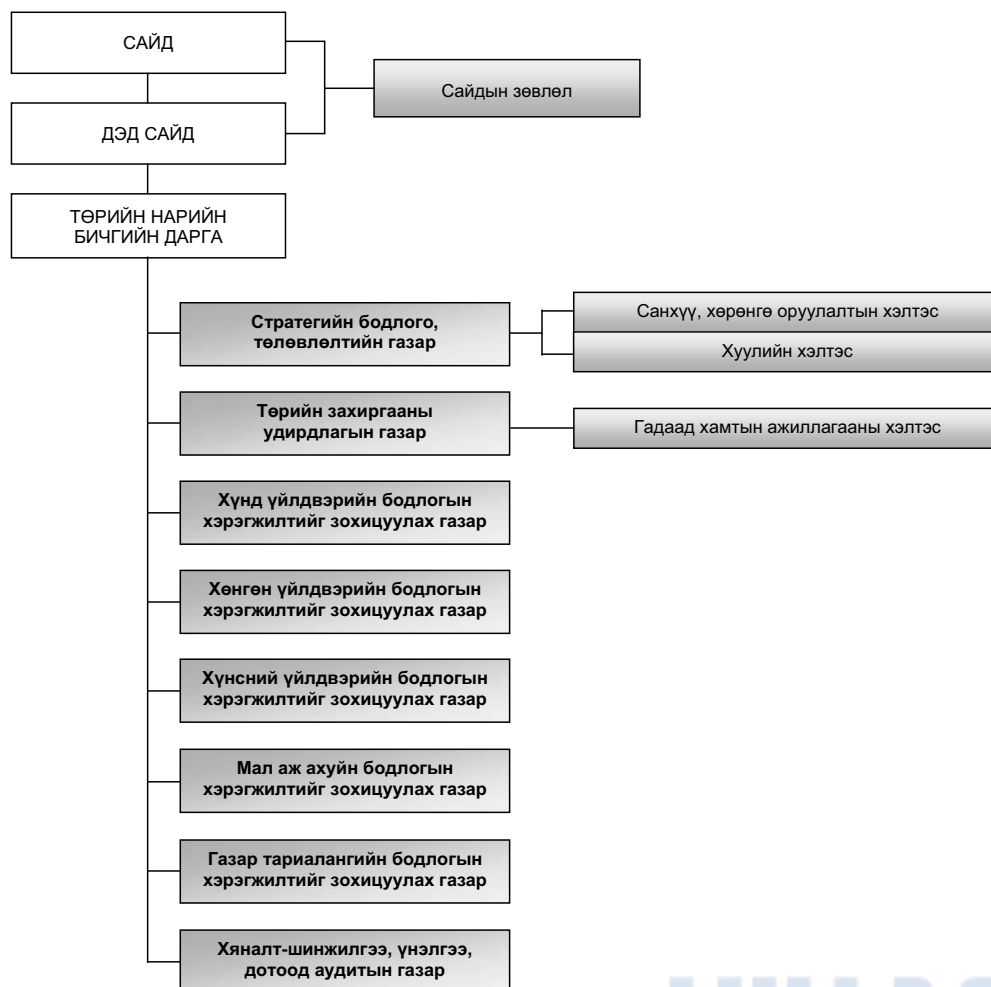 САЙД
Сайдын зөвлөл
ДЭД САЙД
ТӨРИЙН НАРИЙН
БИЧГИЙН ДАРГА
Стратегийн бодлого,
төлөвлөлтийн газар
Санхүү, хөрөнгө оруулалтын хэлтэс
Хуулийн хэлтэс
Төрийн захиргааны
удирдлагын газар
Гадаад хамтын ажиллагааны хэлтэс
Хүнд үйлдвэрийн бодлогын
хэрэгжилтийг зохицуулах газар
Хөнгөн үйлдвэрийн бодлогын
хэрэгжилтийг зохицуулах газар
Хүнсний үйлдвэрийн бодлогын
хэрэгжилтийг зохицуулах газар
Мал аж ахуйн бодлогын
хэрэгжилтийг зохицуулах газар
Газар тариалангийн бодлогын
хэрэгжилтийг зохицуулах газар
Хяналт-шинжилгээ, үнэлгээ,
дотоод аудитын газар